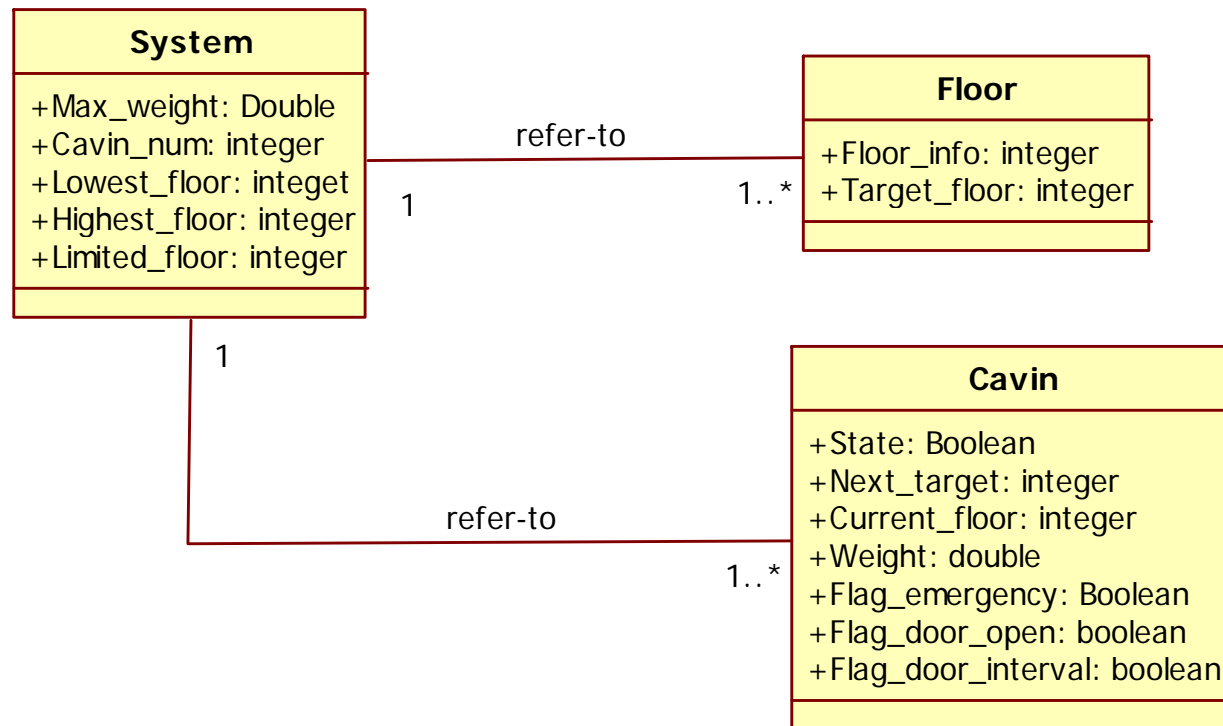 System
+Max_weight: Double
+Cavin_num: integer
+Lowest_floor: integet
+Highest_floor: integer
+Limited_floor: integer
refer-to
1
1..*
Floor
+Floor_info: integer
+Target_floor: integer
1
refer-to
1..*
Cavin
+State: Boolean
+Next_target: integer
+Current_floor: integer
+Weight: double
+Flag_emergency: Boolean
+Flag_door_open: boolean
+Flag_door_interval: boolean